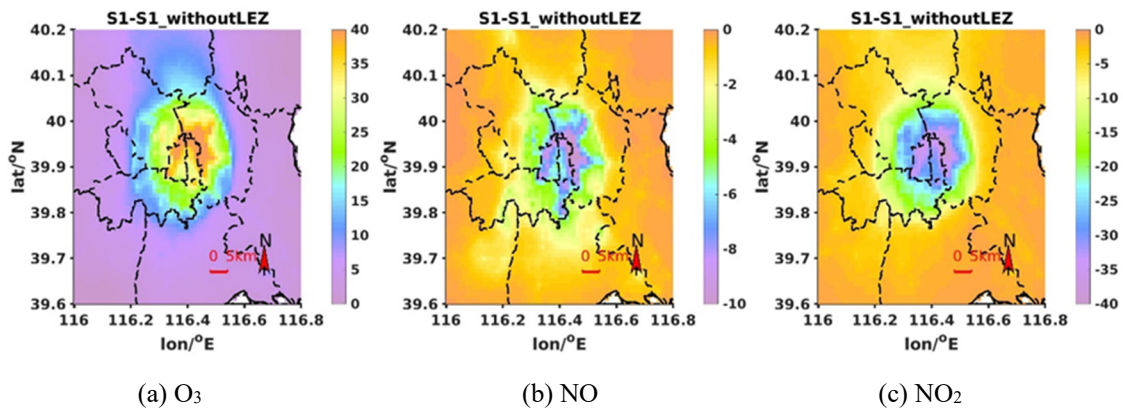 S1-S1_withoutLEZ
40.2
40.1
40
39.9
39.8
39.7
39.6
lat/°N
116 116.2 116.4 116.6 116.8
lon/°E
0 5km
N
40
35
30
25
20
15
10
5
0
(a) O₃
S1-S1_withoutLEZ
40.2
40.1
40
39.9
39.8
39.7
39.6
lat/°N
116 116.2 116.4 116.6 116.8
lon/°E
0 5km
N
0
-2
-4
-6
-8
-10
(b) NO
S1-S1_withoutLEZ
40.2
40.1
40
39.9
39.8
39.7
39.6
lat/°N
116 116.2 116.4 116.6 116.8
lon/°E
0 5km
N
0
-5
-10
-15
-20
-25
-30
-35
-40
(c) NO₂